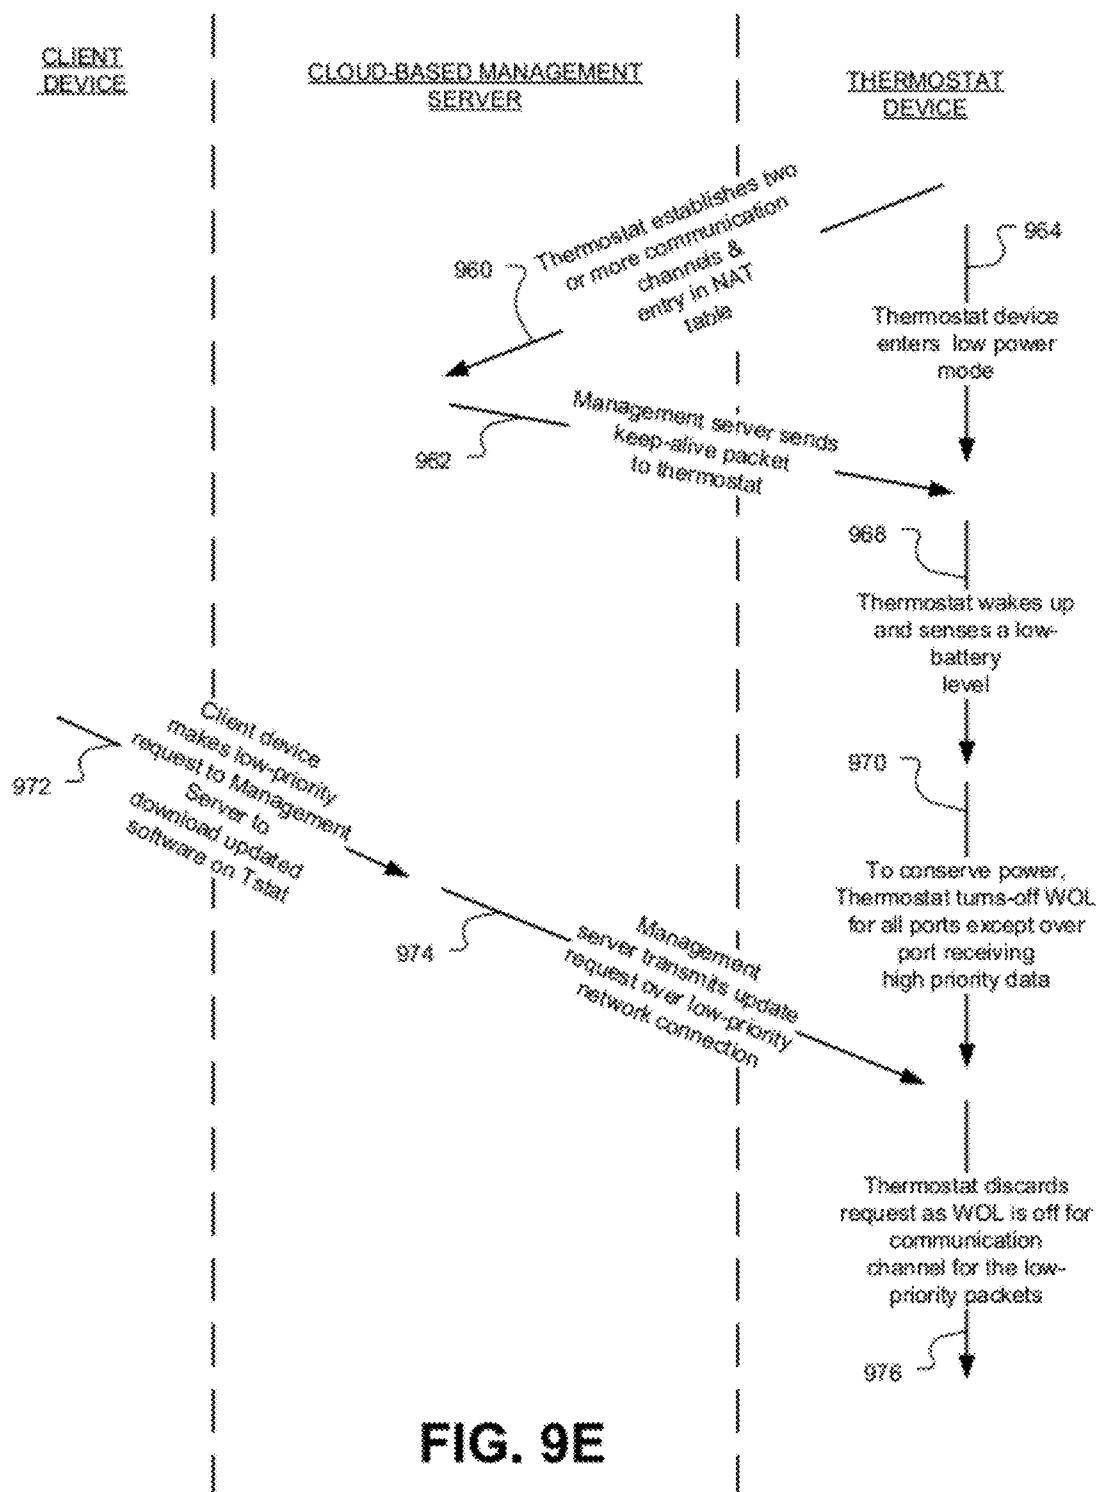 CLIENT
DEVICE
CLOUD-BASED MANAGEMENT
SERVER
THERMOSTAT
DEVICE
Thermostat establishes two
or more communication
channels &
entry in NAT
table
960
964
Thermostat device
enters low power
mode
Management server sends
keep-alive packet
to thermostat
962
968
Thermostat wakes up
and senses a low-
battery
level
Client device
makes low-priority
request to Management
Server to
download updated
software on Tstat
972
970
To conserve power,
Thermostat turns-off WOL
for all ports except over
port receiving
high priority data
Management
server transmits update
request over low-priority
network connection
974
Thermostat discards
request as WOL is off for
communication
channel for the low-
priority packets
976
FIG. 9E